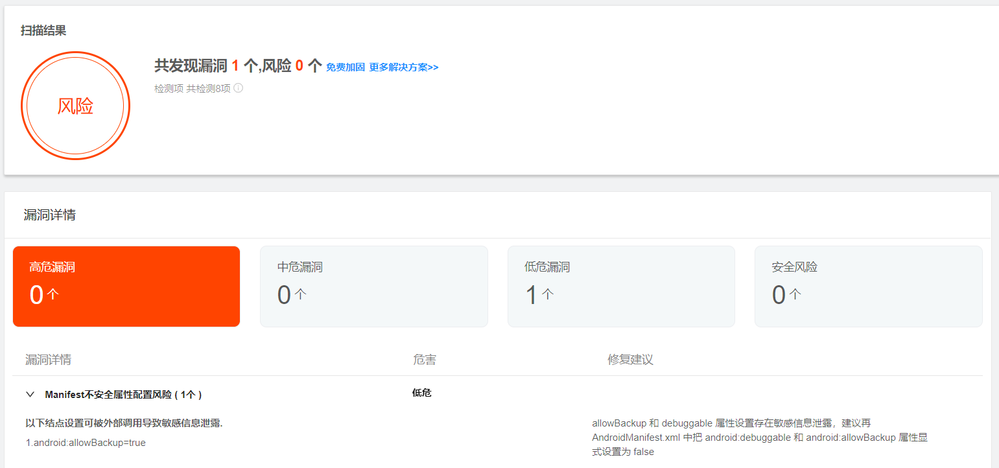 扫描结果
风险
共发现漏洞 1 个,风险 0 个 免费加固 更多解决方案>>
检测项 共检测8项
漏洞详情
高危漏洞 中危漏洞 低危漏洞 安全风险
0个 0个 1个 0个
漏洞详情 危害 修复建议
Manifest不安全属性配置风险 ( 1个 ) 低危
以下结点设置可被外部调用导致敏感信息泄露.
1.android:allowBackup=true
allowBackup 和 debuggable 属性设置存在敏感信息泄露，建议再
AndroidManifest.xml 中把 android:debuggable 和 android:allowBackup 属性显
式设置为 false